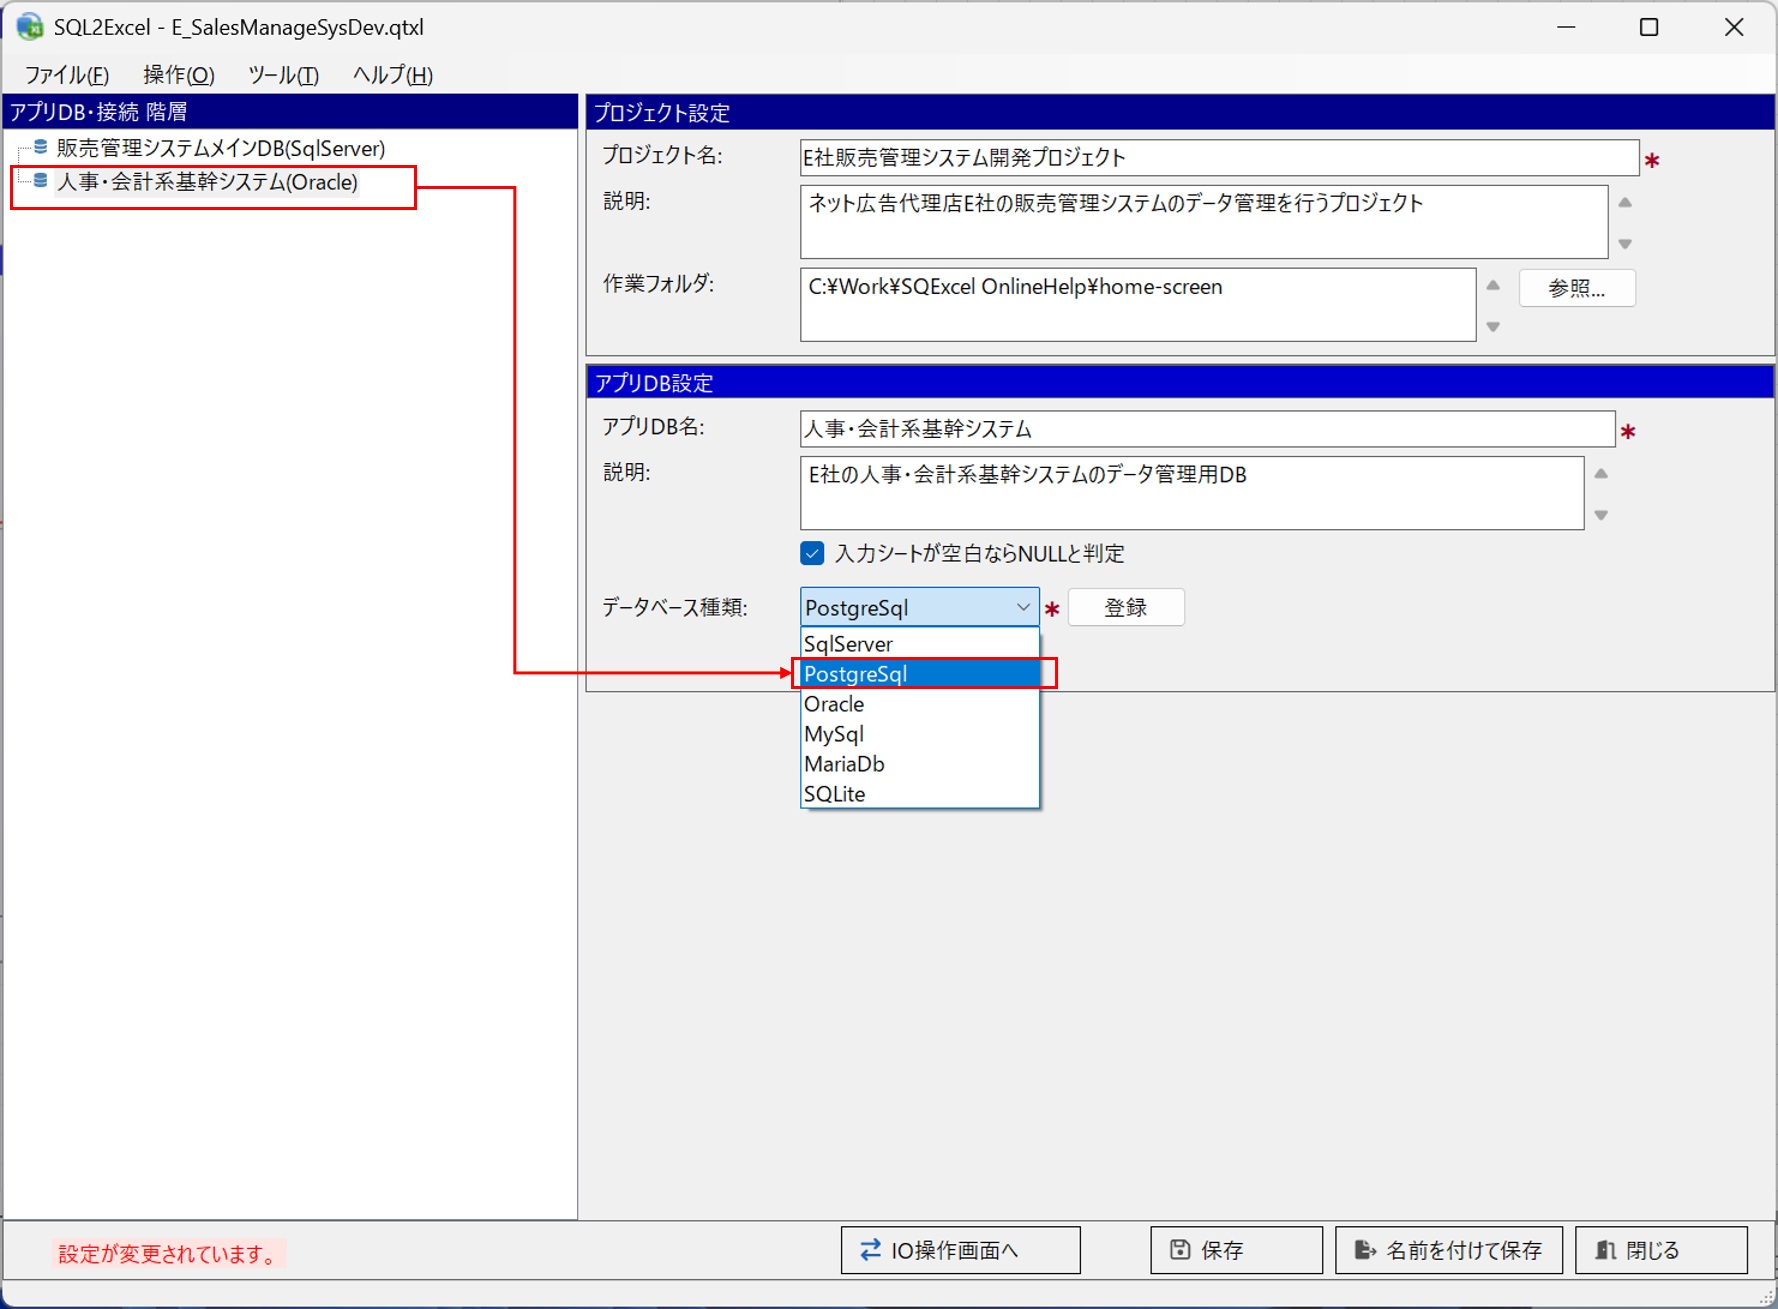 SQL2Excel - E_SalesManageSysDev.qtxl
ファイル(F) 操作(O) ツール(T) ヘルプ(H)
アプリDB・接続 階層
販売管理システムメインDB(SqlServer)
人事・会計系基幹システム(Oracle)
プロジェクト設定
プロジェクト名: E社販売管理システム開発プロジェクト *
説明: ネット広告代理店E社の販売管理システムのデータ管理を行うプロジェクト
作業フォルダ: C:¥Work¥SQExcel OnlineHelp¥home-screen 参照...
アプリDB設定
アプリDB名: 人事・会計系基幹システム *
説明: E社の人事・会計系基幹システムのデータ管理用DB
入力シートが空白ならNULLと判定
データベース種類: PostgreSql * 登録
SqlServer
PostgreSql
Oracle
MySql
MariaDb
SQLite
設定が変更されています。 IO操作画面へ 保存 名前を付けて保存 閉じる